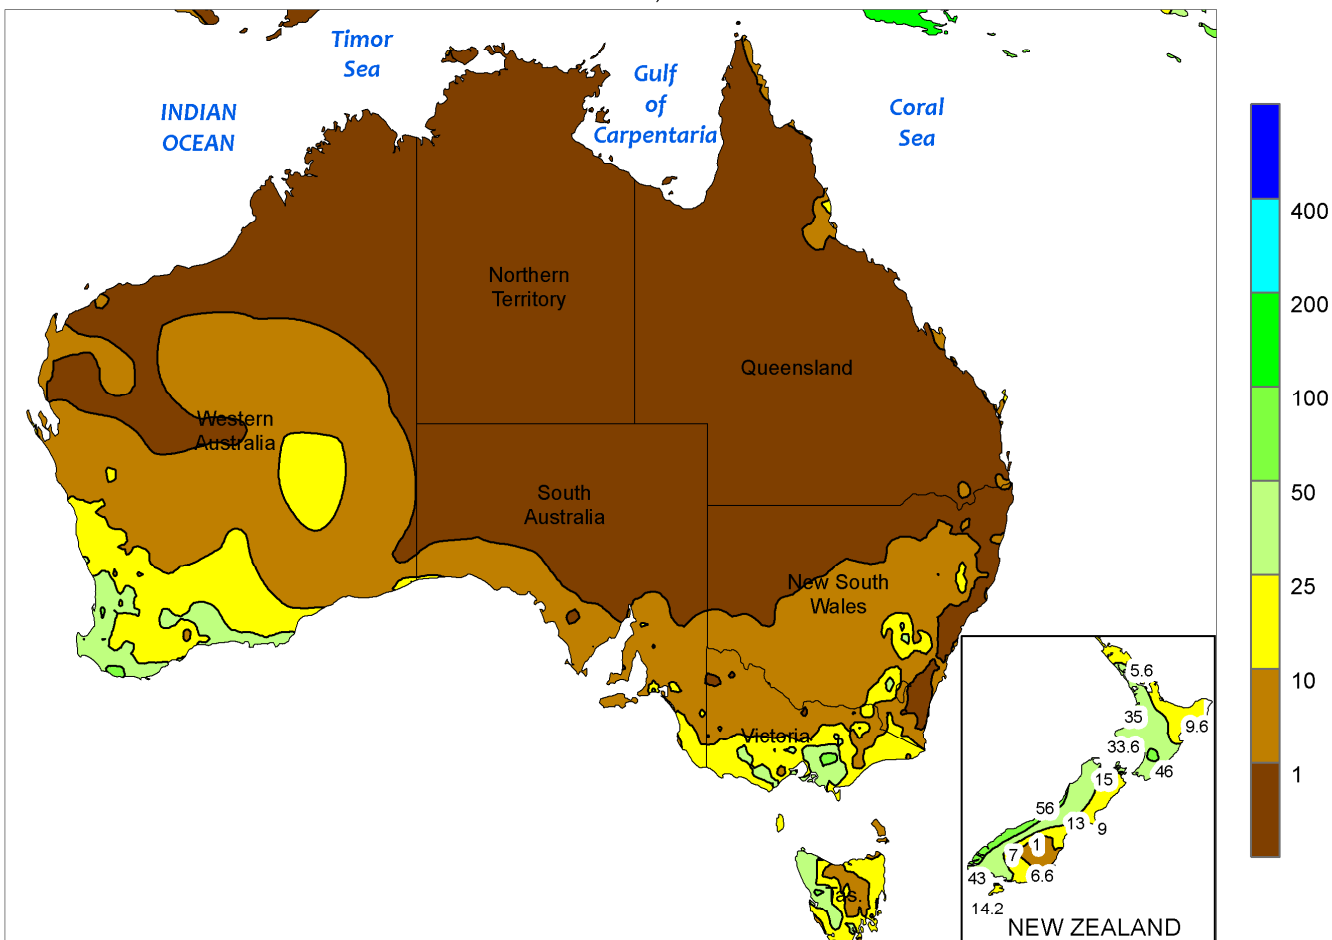 Timor
Sea
INDIAN
OCEAN
Gulf
of
Carpentaria
Coral
Sea
Northern
Territory
Queensland
Western
Australia
South
Australia
New South
Wales
Victoria
Tas.
400
200
100
50
25
10
1
5.6
35
9.6
33.6
46
15
56
13
9
1
7
43
6.6
14.2
NEW ZEALAND